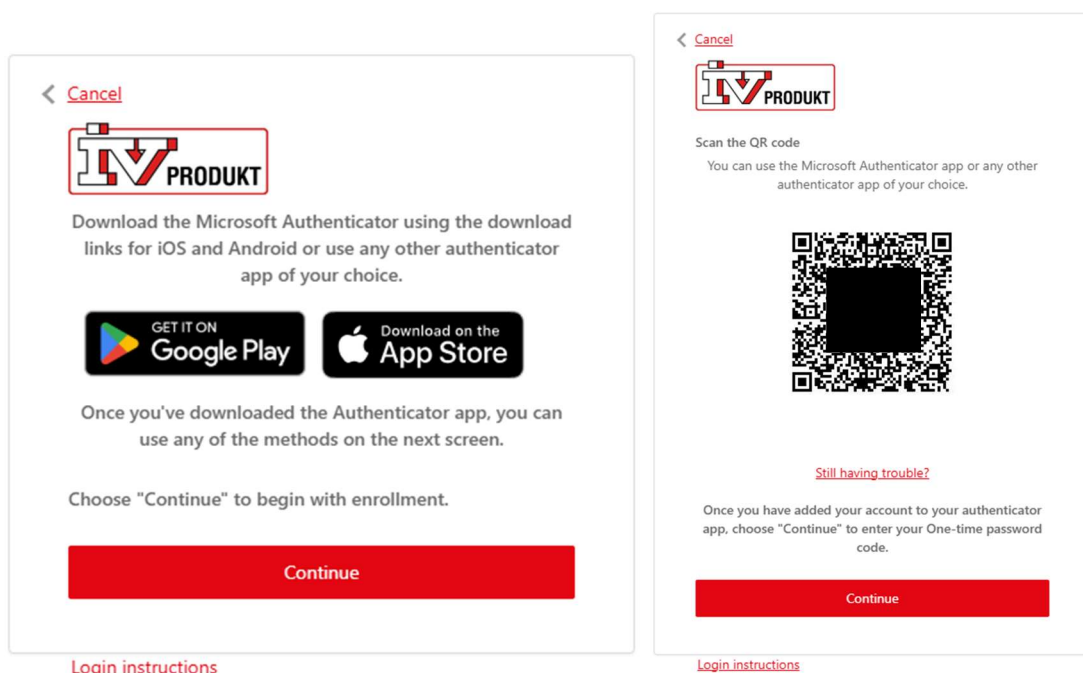 Cancel
IV PRODUKT
Download the Microsoft Authenticator using the download
links for iOS and Android or use any other authenticator
app of your choice.
GET IT ON
Google Play
Download on the
App Store
Once you've downloaded the Authenticator app, you can
use any of the methods on the next screen.
Choose "Continue" to begin with enrollment.
Continue
Login instructions
Cancel
IV PRODUKT
Scan the QR code
You can use the Microsoft Authenticator app or any other
authenticator app of your choice.
Still having trouble?
Once you have added your account to your authenticator
app, choose "Continue" to enter your One-time password
code.
Continue
Login instructions